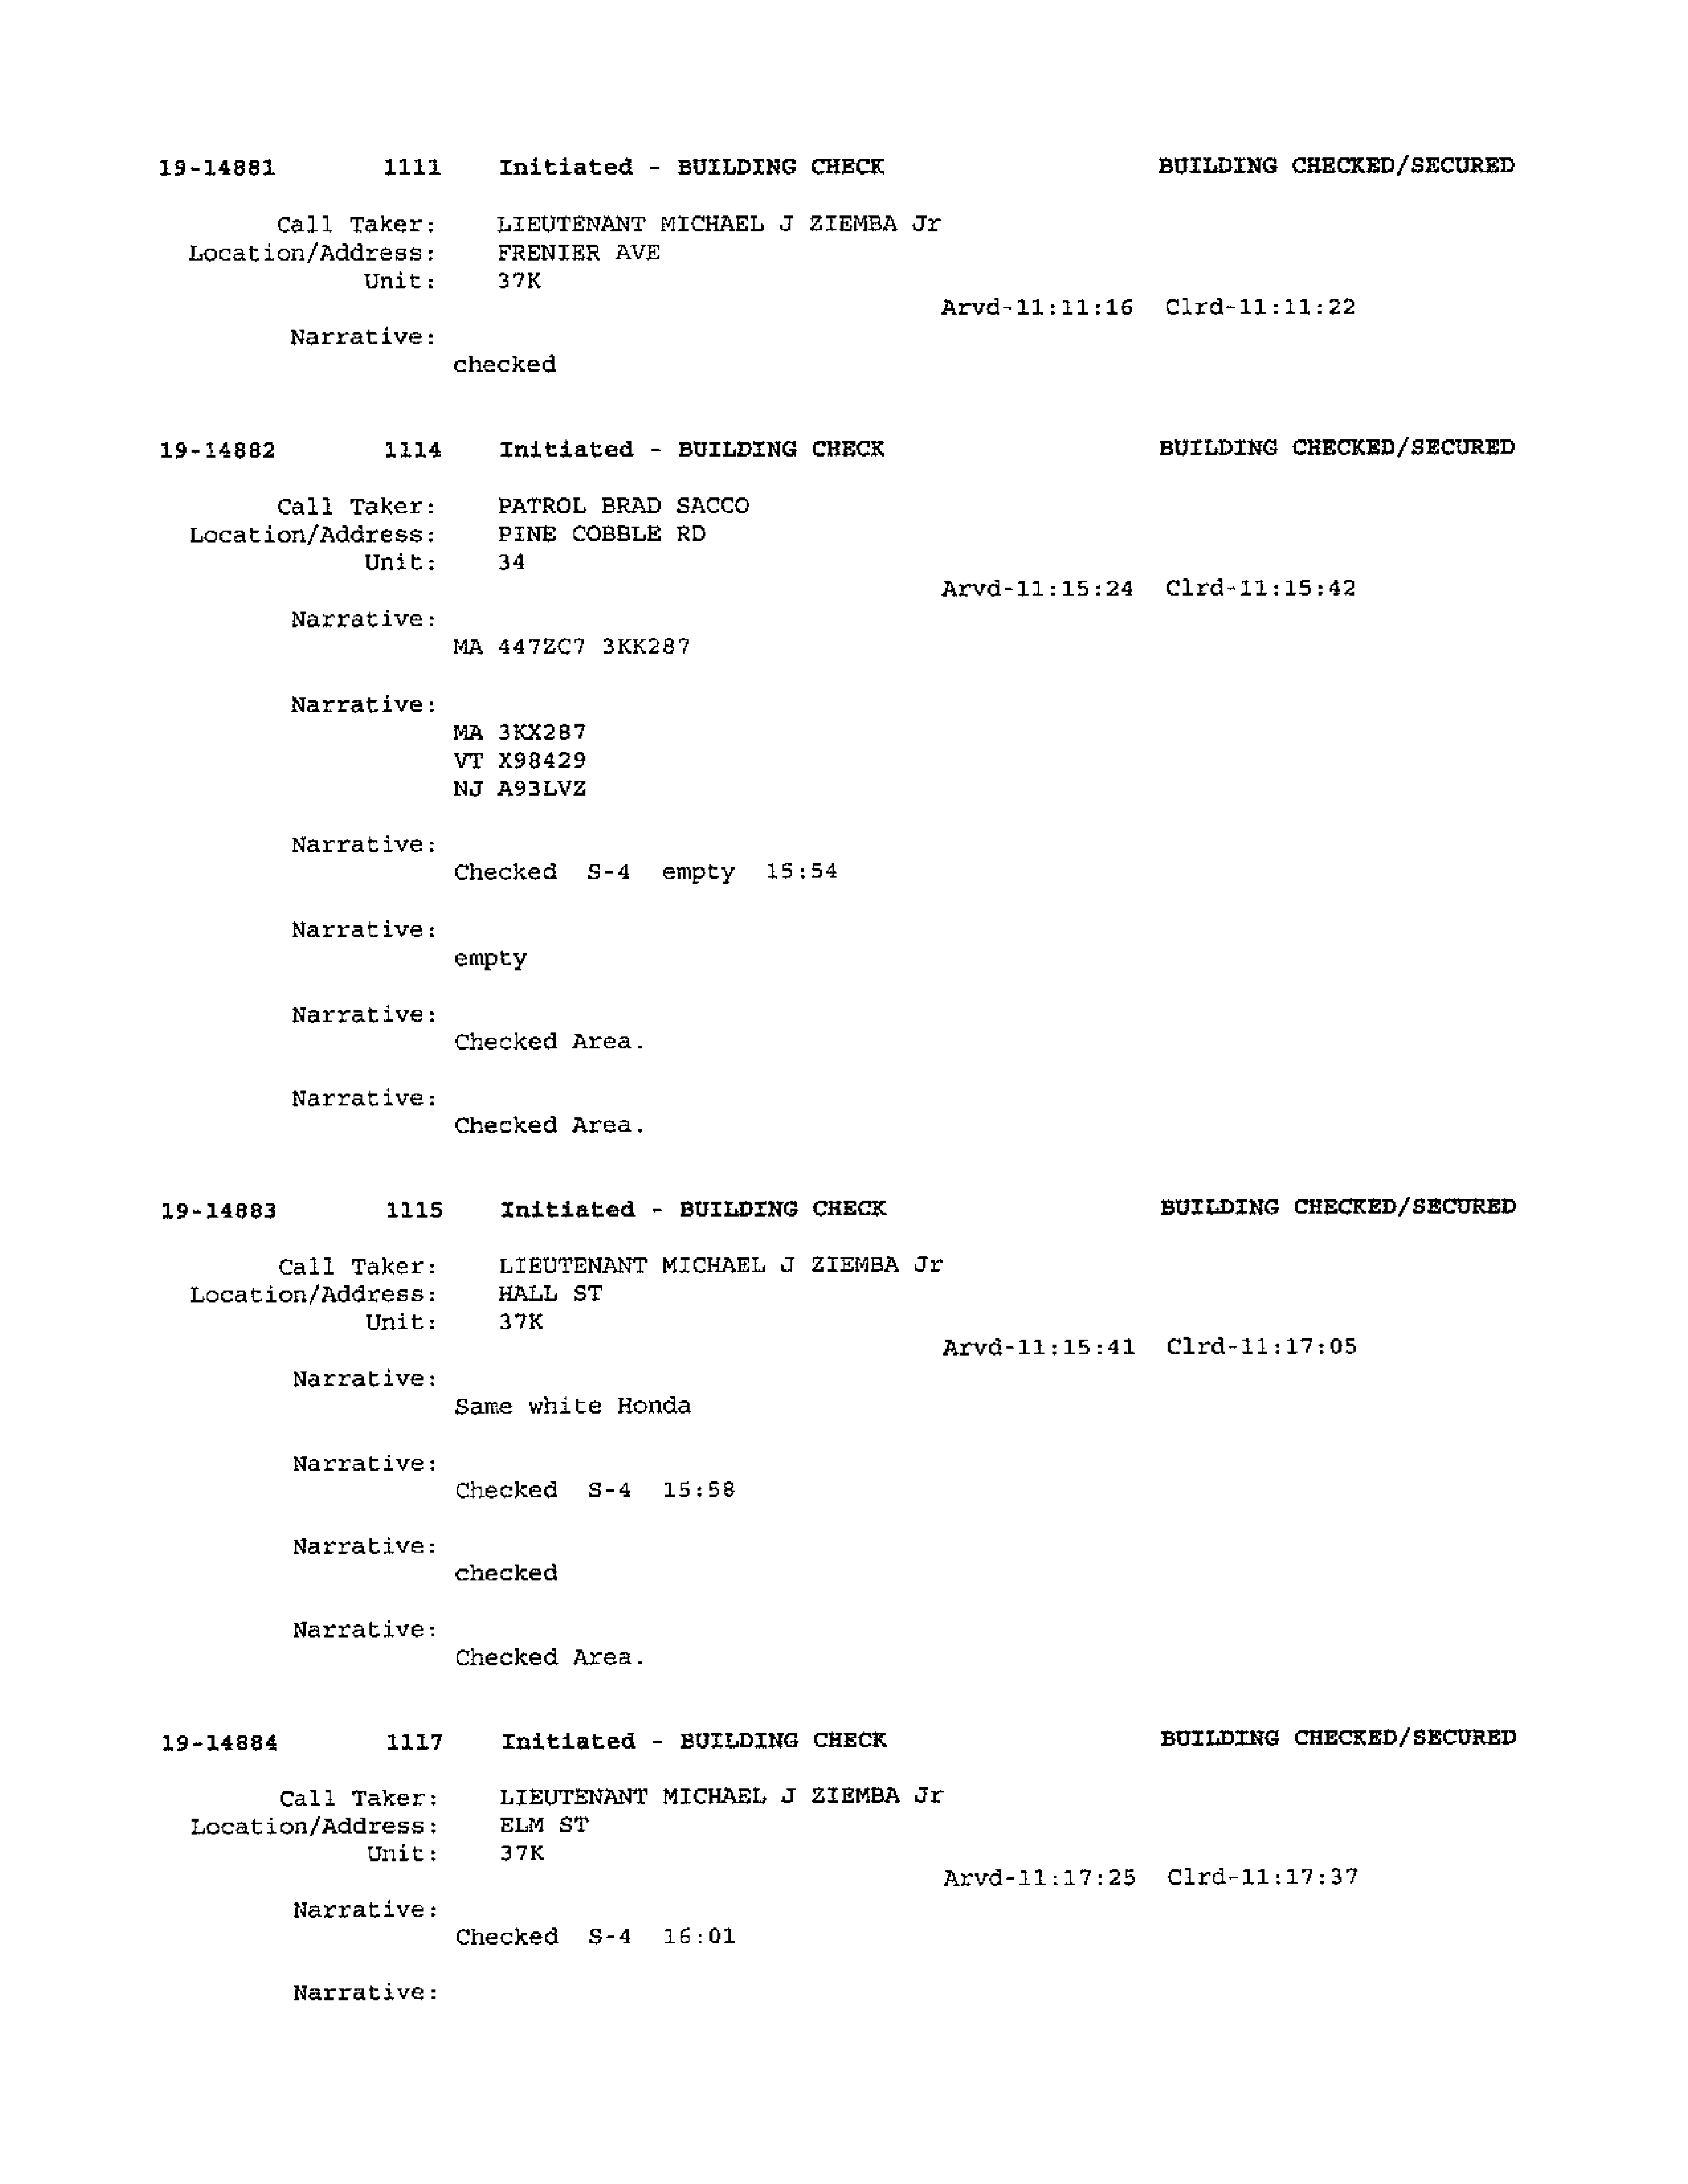 19-14881 1111 Initiated - BUILDING CHECK BUILDING CHECKED/SECURED
Call Taker: LIEUTENANT MICHAEL J ZIEMBA Jr
Location/Address: FRENIER AVE
Unit: 37K
Arvd-11:11:16 Clrd-11:11:22
Narrative:
checked
19-14882 1114 Initiated - BUILDING CHECK BUILDING CHECKED/SECURED
Call Taker: PATROL BRAD SACCO
Location/Address: PINE COBBLE RD
Unit: 34
Arvd-11:15:24 Clrd-11:15:42
Narrative:
MA 447ZC7 3KK287
Narrative:
MA 3KX287
VT X98429
NJ A93LVZ
Narrative:
Checked S-4 empty 15:54
Narrative:
empty
Narrative:
Checked Area.
Narrative:
Checked Area.
19-14883 1115 Initiated - BUILDING CHECK BUILDING CHECKED/SECURED
Call Taker: LIEUTENANT MICHAEL J ZIEMBA Jr
Location/Address: HALL ST
Unit: 37K
Arvd-11:15:41 Clrd-11:17:05
Narrative:
Same white Honda
Narrative:
Checked S-4 15:58
Narrative:
checked
Narrative:
Checked Area.
19-14884 1117 Initiated - BUILDING CHECK BUILDING CHECKED/SECURED
Call Taker: LIEUTENANT MICHAEL J ZIEMBA Jr
Location/Address: ELM ST
Unit: 37K
Arvd-11:17:25 Clrd-11:17:37
Narrative:
Checked S-4 16:01
Narrative: